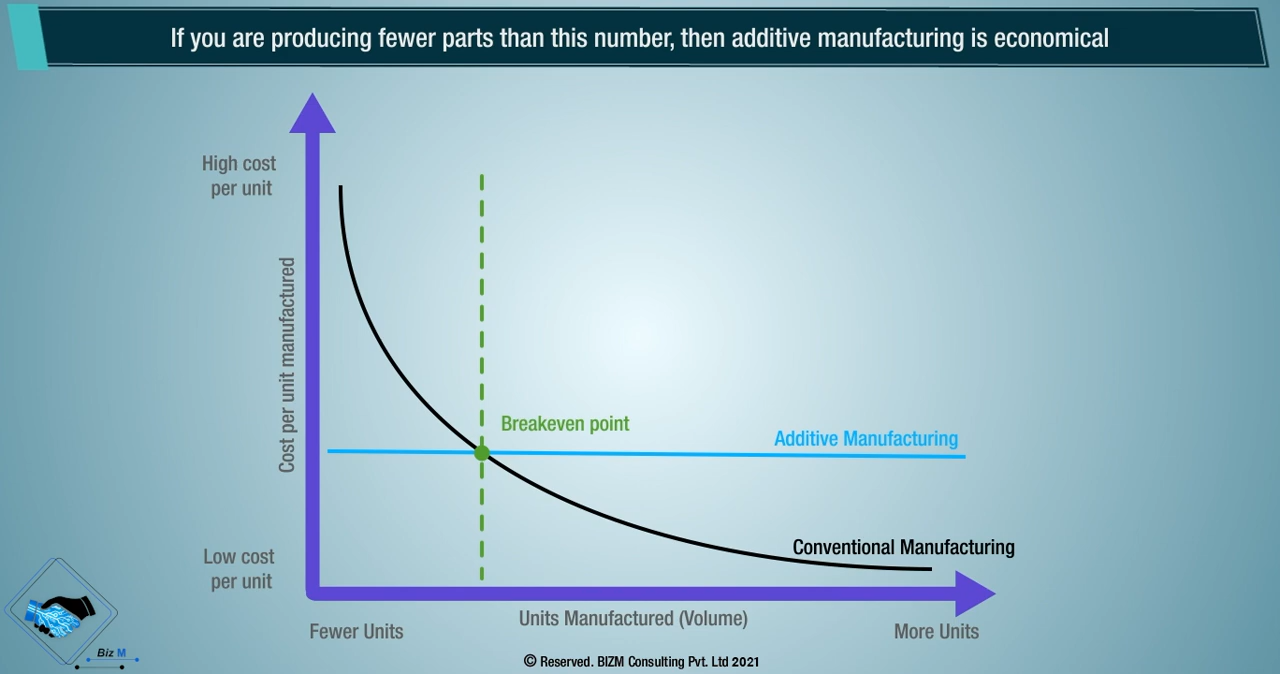 If you are producing fewer parts than this number, then additive manufacturing is economical
High cost
per unit
Cost per unit manufactured
Breakeven point
Additive Manufacturing
Conventional Manufacturing
Low cost
per unit
Units Manufactured (Volume)
Fewer Units
More Units
Biz M
© Reserved. BIZM Consulting Pvt. Ltd 2021